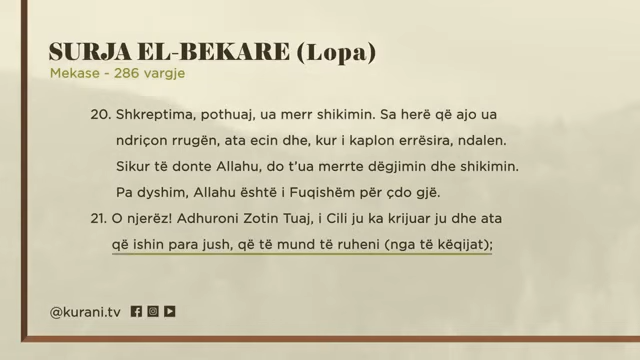 SURJA EL-BEKARE (Lopa)
Mekase - 286 vargje
20. Shkreptima, pothuaj, ua merr shikimin. Sa herë që ajo ua
ndriçon rrugën, ata ecin dhe, kur i kaplon errësira, ndalen.
Sikur të donte Allahu, do t'ua merrte dëgjimin dhe shikimin.
Pa dyshim, Allahu është i Fuqishëm për çdo gjë.
21. O njerëz! Adhuroni Zotin Tuaj, i Cili ju ka krijuar ju dhe ata
që ishin para jush, që të mund të ruheni (nga të këqijat);
@kurani.tv